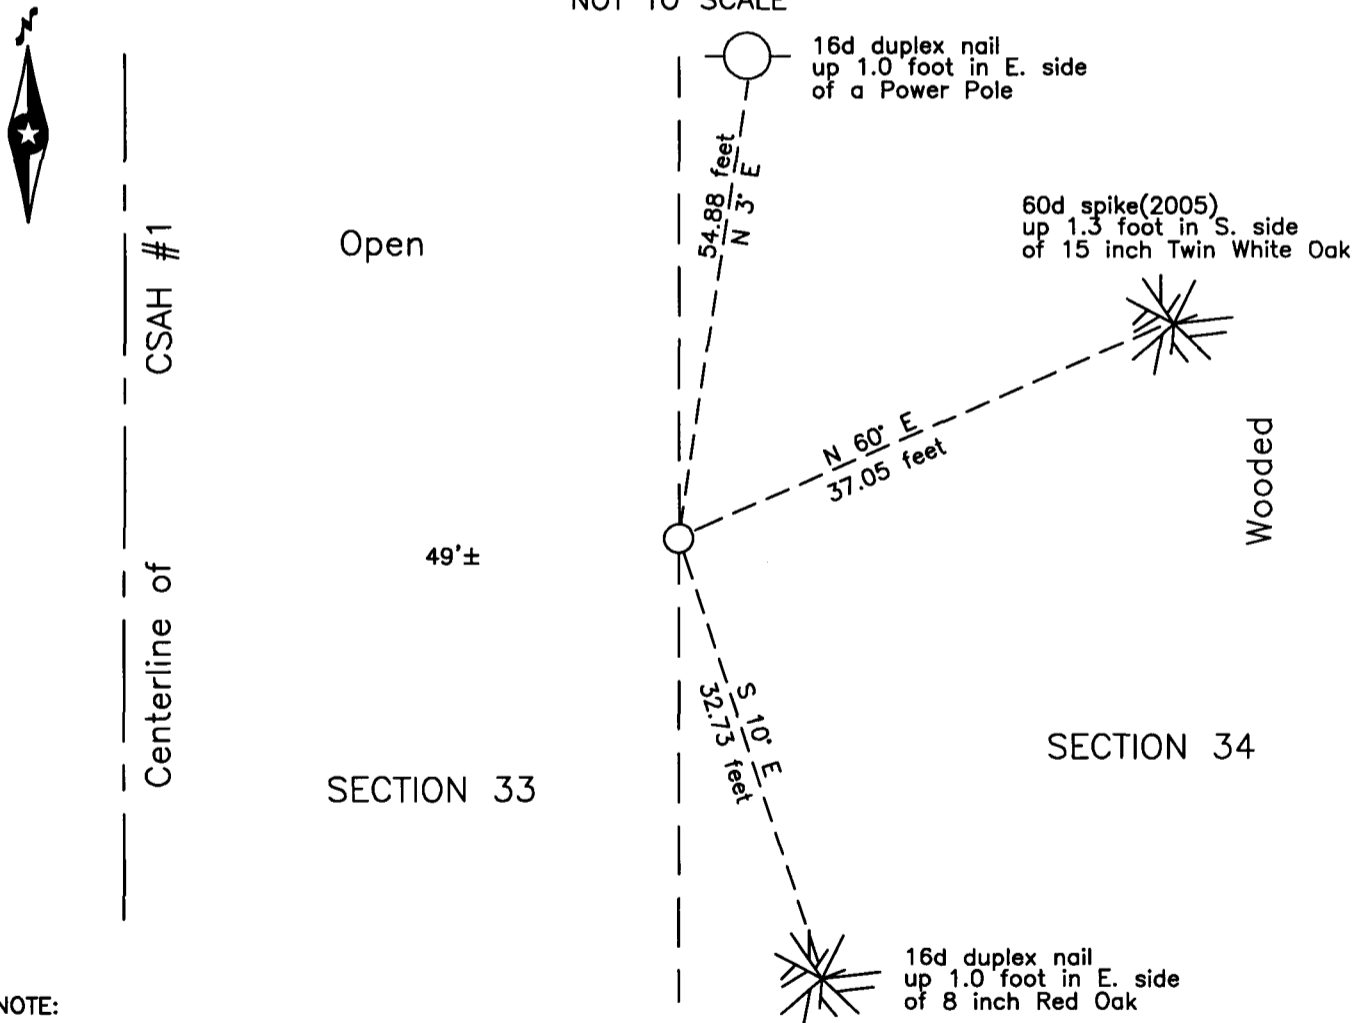 NOT TO SCALE
N
16d duplex nail
up 1.0 foot in E. side
of a Power Pole
54.88 feet
N 3° E
60d spike(2005)
up 1.3 foot in S. side
of 15 inch Twin White Oak
CSAH #1
Open
N 60° E
37.05 feet
Wooded
49'±
Centerline of
S 10° E
32.73 feet
SECTION 34
SECTION 33
16d duplex nail
up 1.0 foot in E. side
of 8 inch Red Oak
NOTE: